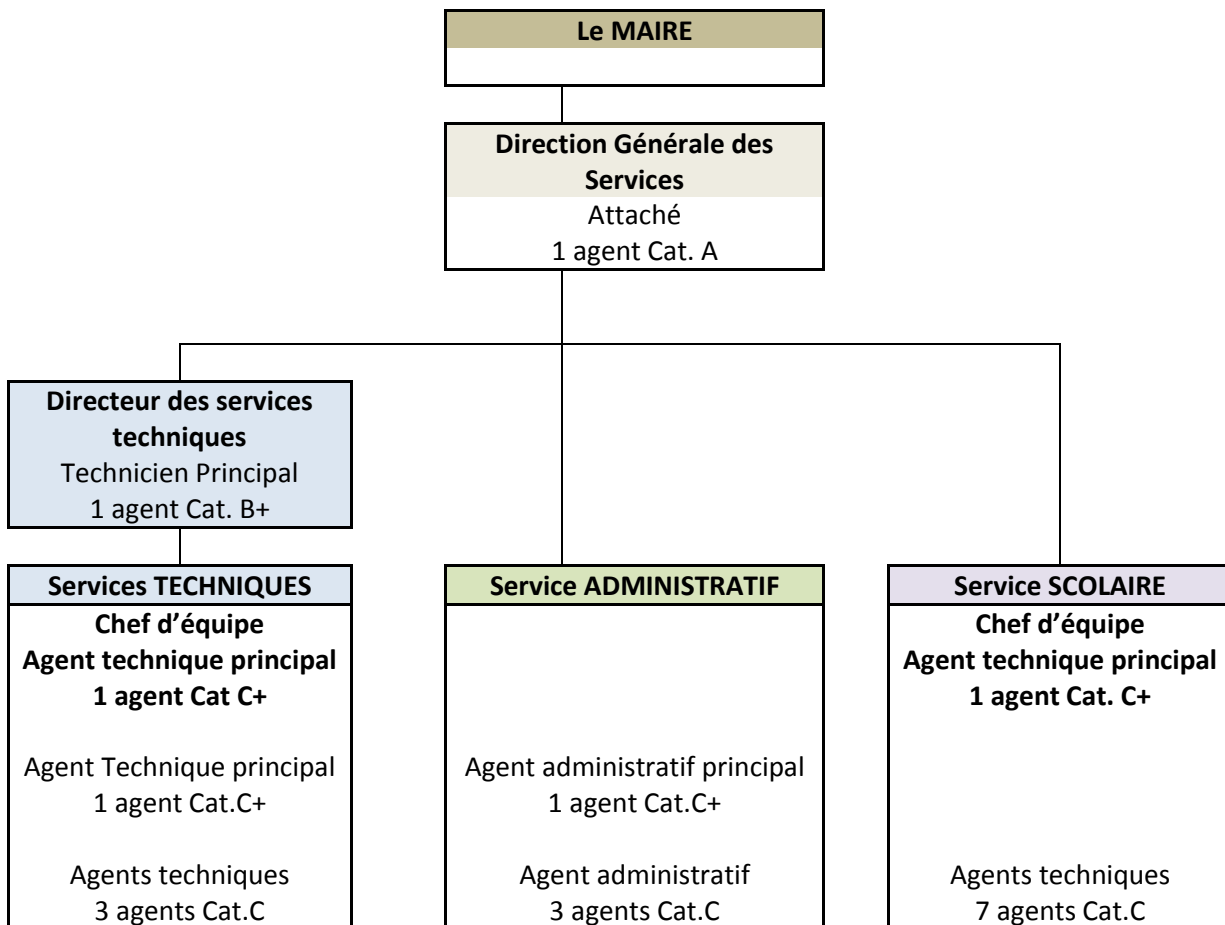 Le MAIRE
Direction Générale des
Services
Attaché
1 agent Cat. A
Directeur des services
techniques
Technicien Principal
1 agent Cat. B+
Services TECHNIQUES
Chef d’équipe
Agent technique principal
1 agent Cat C+
Agent Technique principal
1 agent Cat.C+
Agents techniques
3 agents Cat.C
Service ADMINISTRATIF
Agent administratif principal
1 agent Cat.C+
Agent administratif
3 agents Cat.C
Service SCOLAIRE
Chef d’équipe
Agent technique principal
1 agent Cat. C+
Agents techniques
7 agents Cat.C